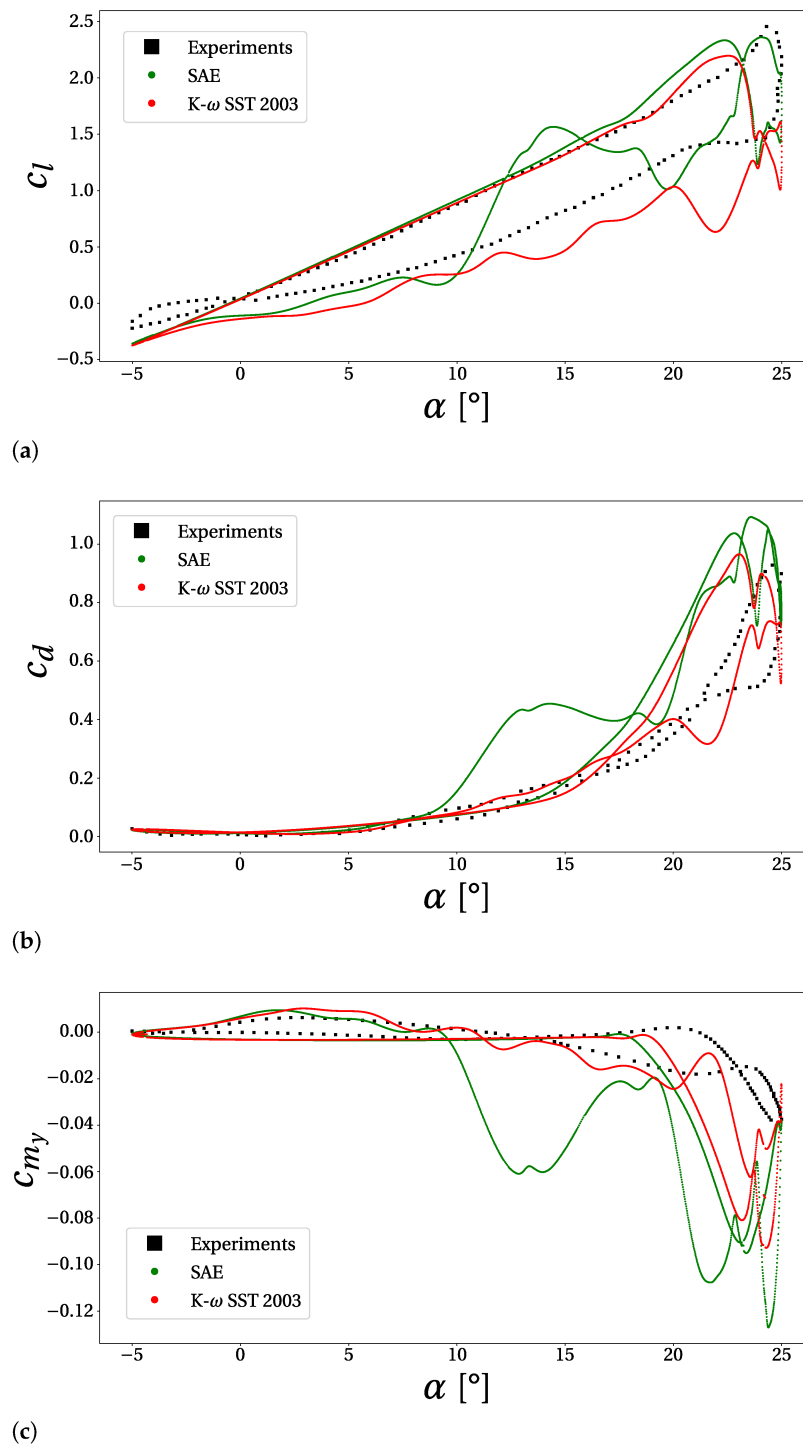 2.5
2.0
1.5
1.0
0.5
0.0
−0.5
c_l
Experiments
SAE
K-ω SST 2003
−5 0 5 10 15 20 25
α [°]
(a)
1.0
0.8
0.6
0.4
0.2
0.0
c_d
Experiments
SAE
K-ω SST 2003
−5 0 5 10 15 20 25
α [°]
(b)
0.00
−0.02
−0.04
−0.06
−0.08
−0.10
−0.12
c_{m_y}
Experiments
SAE
K-ω SST 2003
−5 0 5 10 15 20 25
α [°]
(c)